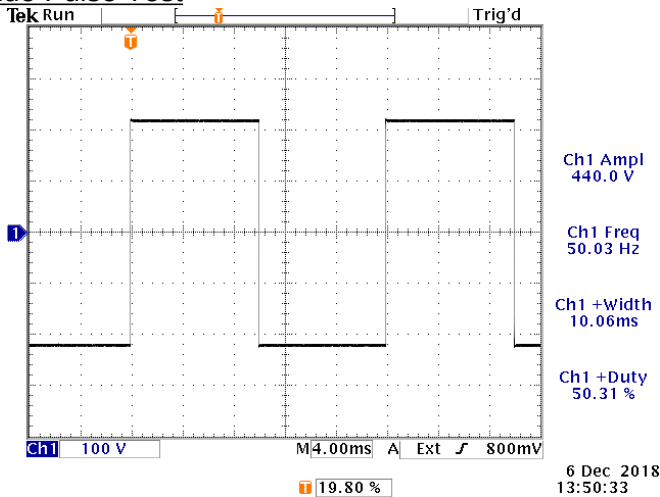 Tek Run
Trig'd
T
T
1
Ch1 Ampl
440.0 V
Ch1 Freq
50.03 Hz
Ch1 +Width
10.06ms
Ch1 +Duty
50.31 %
Ch1 100 V M 4.00ms A Ext 800mV
T 19.80 %
6 Dec 2018
13:50:33